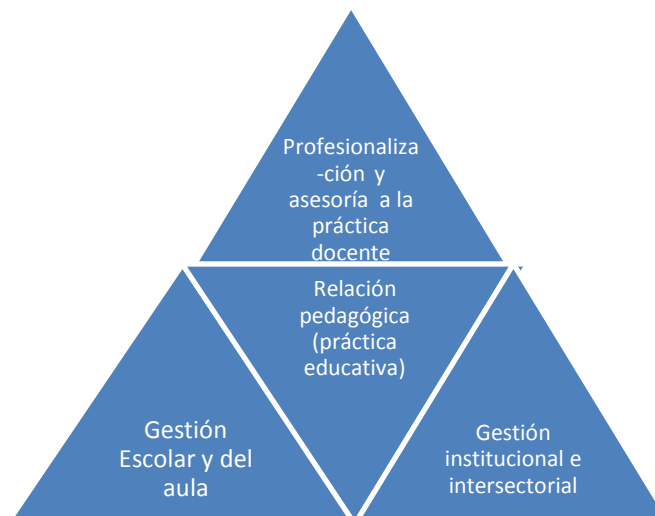 Profesionaliza
-ción y
asesoría a la
práctica
docente
Relación
pedagógica
(práctica
educativa)
Gestión
Escolar y del
aula
Gestión
institucional e
intersectorial